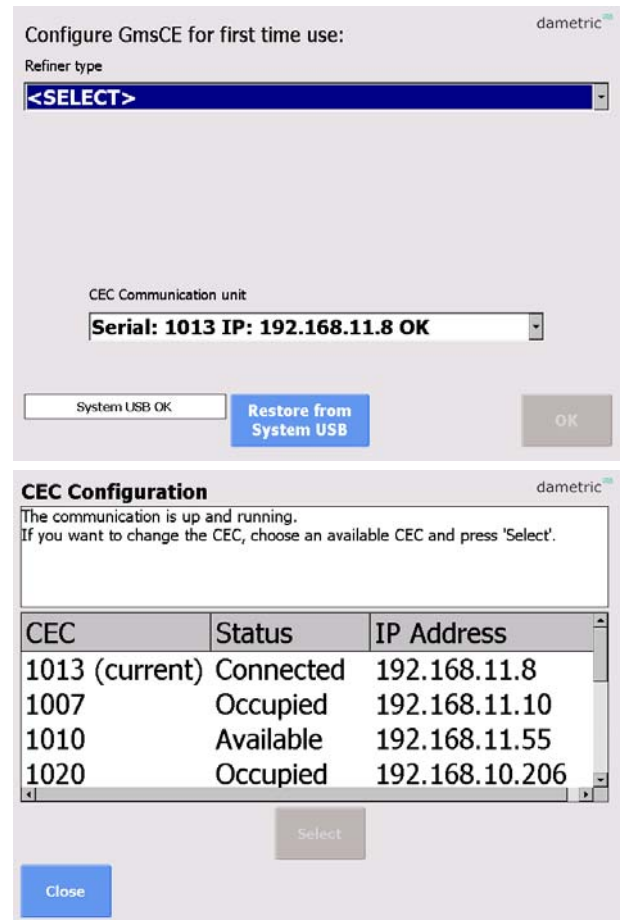 Configure GmsCE for first time use:
dametric
Refiner type
<SELECT>
CEC Communication unit
Serial: 1013 IP: 192.168.11.8 OK
System USB OK
Restore from
System USB
OK
CEC Configuration
dametric
The communication is up and running.
If you want to change the CEC, choose an available CEC and press 'Select'.
CEC Status IP Address
1013 (current) Connected 192.168.11.8
1007 Occupied 192.168.11.10
1010 Available 192.168.11.55
1020 Occupied 192.168.10.206
Select
Close